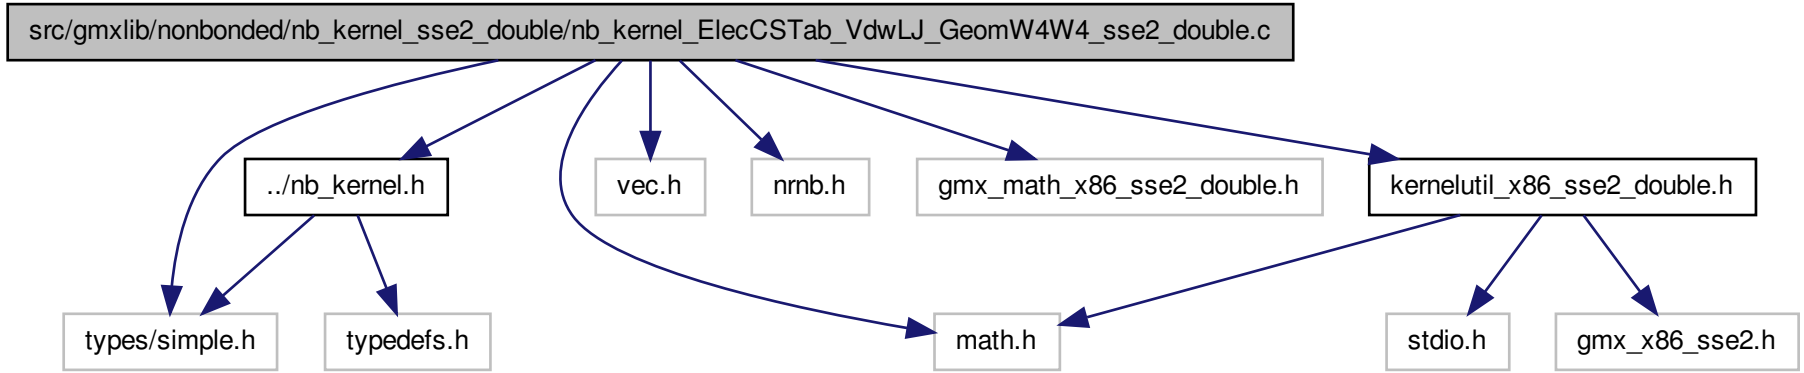 src/gmxlib/nonbonded/nb_kernel_sse2_double/nb_kernel_ElecCSTab_VdwLJ_GeomW4W4_sse2_double.c
../nb_kernel.h
vec.h
nrnb.h
gmx_math_x86_sse2_double.h
kernelutil_x86_sse2_double.h
types/simple.h
typedefs.h
math.h
stdio.h
gmx_x86_sse2.h